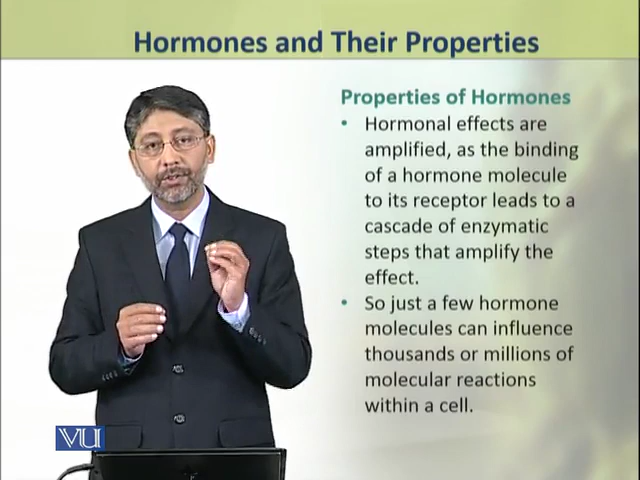 Hormones and Their Properties
Properties of Hormones
• Hormonal effects are
amplified, as the binding
of a hormone molecule
to its receptor leads to a
cascade of enzymatic
steps that amplify the
effect.
• So just a few hormone
molecules can influence
thousands or millions of
molecular reactions
within a cell.
VU